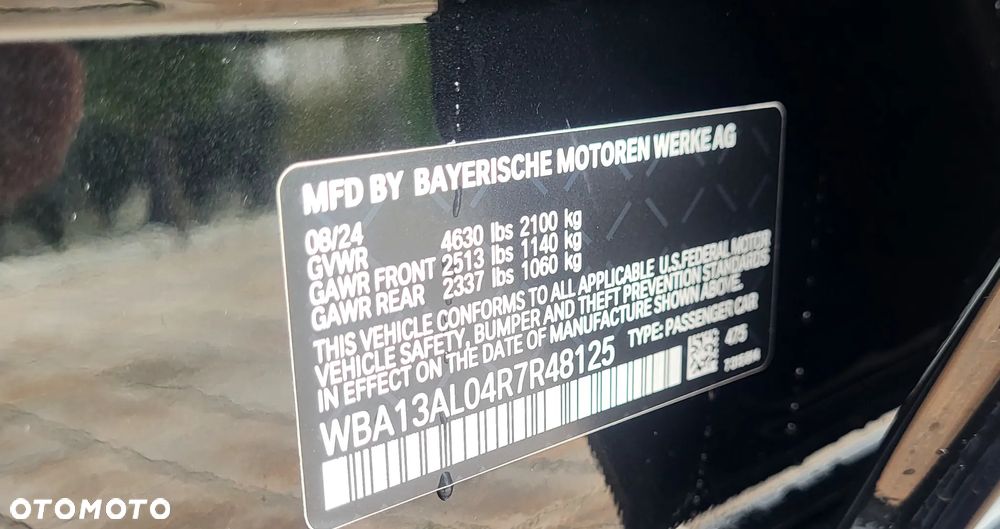 MFD BY BAYERISCHE MOTOREN WERKE AG
08/24
GVWR 4630 lbs 2100 kg
GAWR FRONT 2513 lbs 1140 kg
GAWR REAR 2337 lbs 1060 kg
THIS VEHICLE CONFORMS TO ALL APPLICABLE U.S.FEDERAL MOTOR
VEHICLE SAFETY, BUMPER AND THEFT PREVENTION STANDARDS
IN EFFECT ON THE DATE OF MANUFACTURE SHOWN ABOVE.
WBA13AL04R7R48125 TYPE: PASSENGER CAR
475
OTOMOTO